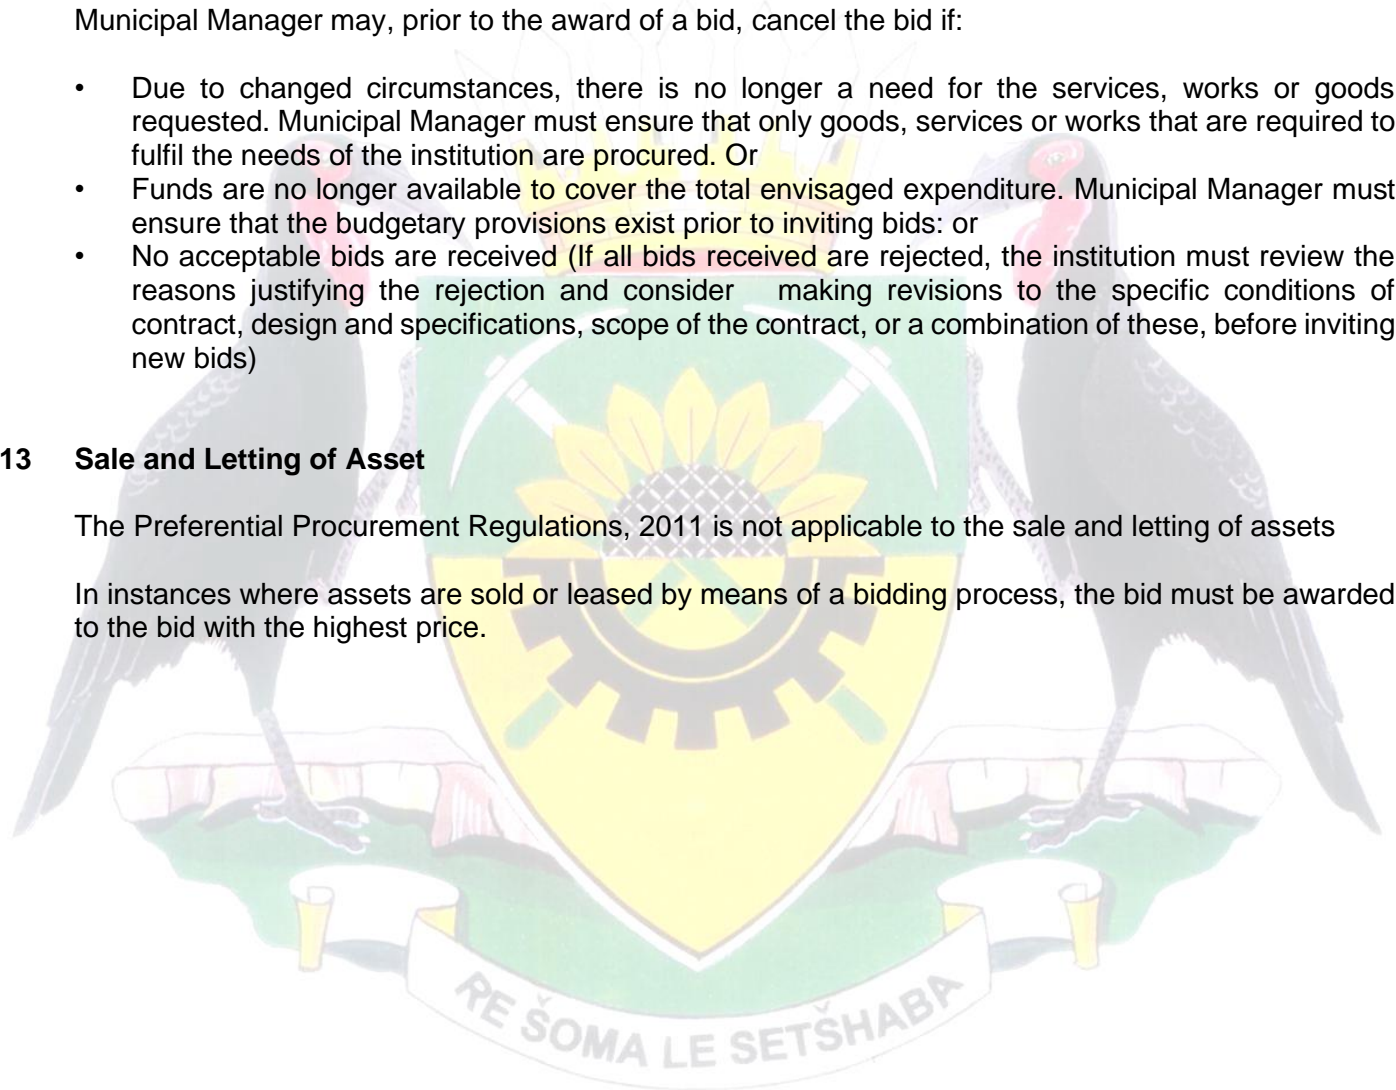 Municipal Manager may, prior to the award of a bid, cancel the bid if:
• Due to changed circumstances, there is no longer a need for the services, works or goods
requested. Municipal Manager must ensure that only goods, services or works that are required to
fulfil the needs of the institution are procured. Or
• Funds are no longer available to cover the total envisaged expenditure. Municipal Manager must
ensure that the budgetary provisions exist prior to inviting bids: or
• No acceptable bids are received (If all bids received are rejected, the institution must review the
reasons justifying the rejection and consider making revisions to the specific conditions of
contract, design and specifications, scope of the contract, or a combination of these, before inviting
new bids)
13 Sale and Letting of Asset
The Preferential Procurement Regulations, 2011 is not applicable to the sale and letting of assets
In instances where assets are sold or leased by means of a bidding process, the bid must be awarded
to the bid with the highest price.
RE ŠOMA LE SETŠHABA